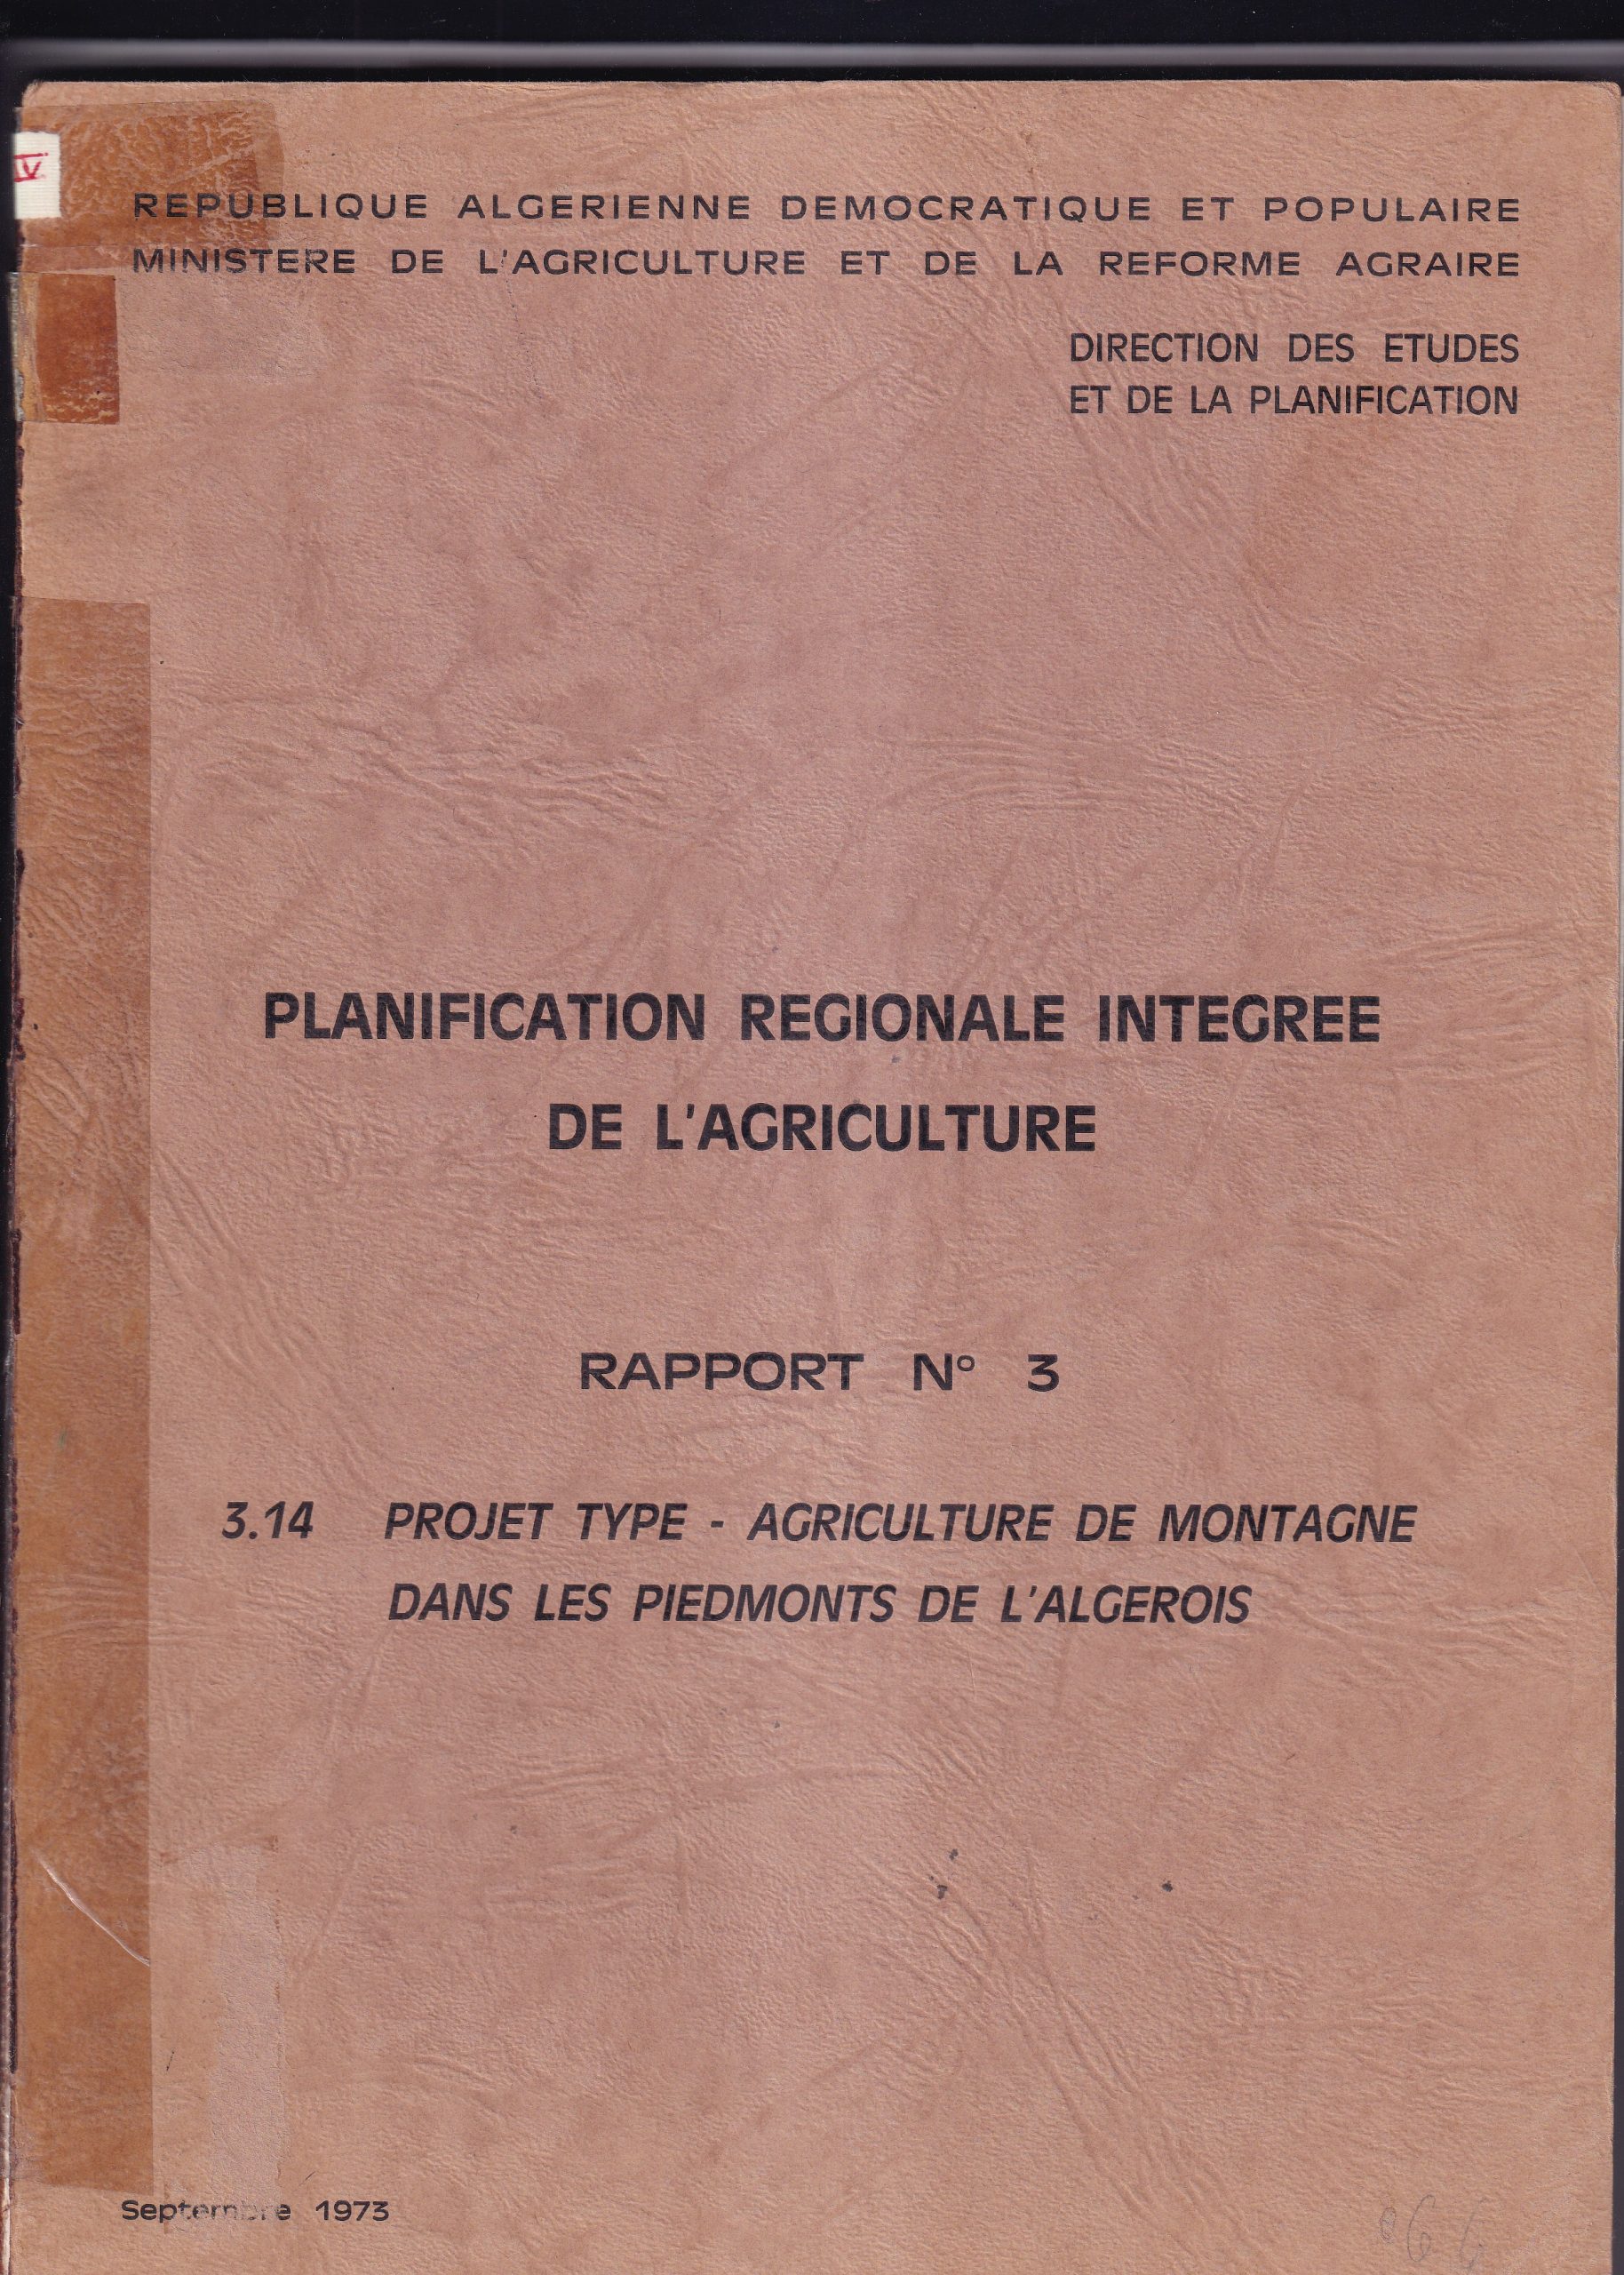 IV
REPUBLIQUE ALGERIENNE DEMOCRATIQUE ET POPULAIRE
MINISTERE DE L'AGRICULTURE ET DE LA REFORME AGRAIRE
DIRECTION DES ETUDES
ET DE LA PLANIFICATION
PLANIFICATION REGIONALE INTEGREE
DE L'AGRICULTURE
RAPPORT Nº 3
3.14 PROJET TYPE - AGRICULTURE DE MONTAGNE
DANS LES PIEDMONTS DE L'ALGEROIS
Septembre 1973